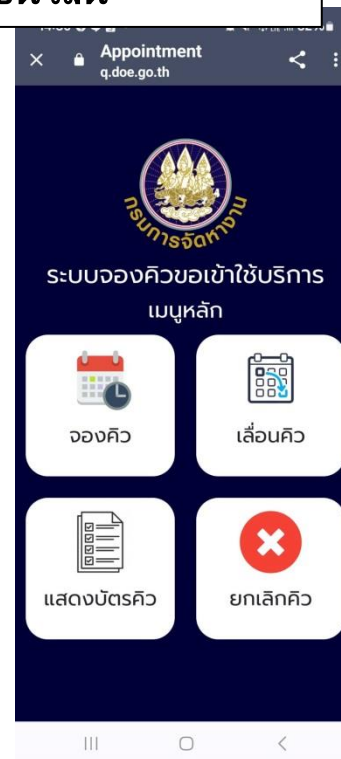 Appointment
q.doe.go.th
กรมการจัดหางาน
ระบบจองคิวขอเข้าใช้บริการ
เมนูหลัก
จองคิว
เลื่อนคิว
แสดงบัตรคิว
ยกเลิกคิว